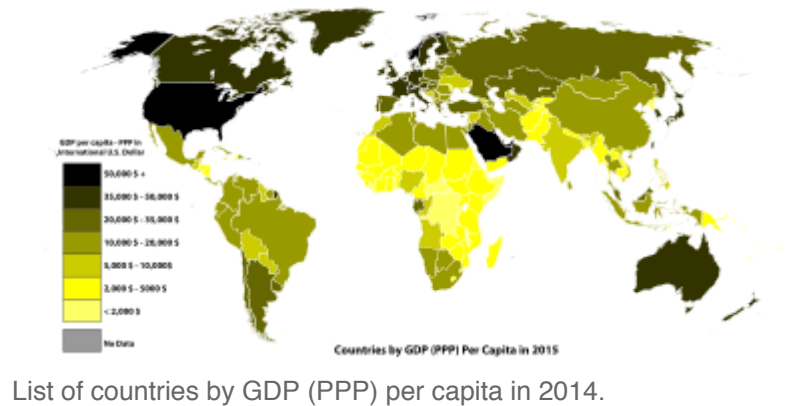 GDP per capita - PPP in
International U.S. Dollar
50,000 $ +
35,000 $ - 50,000 $
20,000 $ - 35,000 $
10,000 $ - 20,000 $
5,000 $ - 10,000$
2,000 $ - 5000 $
< 2,000 $
No Data
Countries by GDP (PPP) Per Capita in 2015
List of countries by GDP (PPP) per capita in 2014.